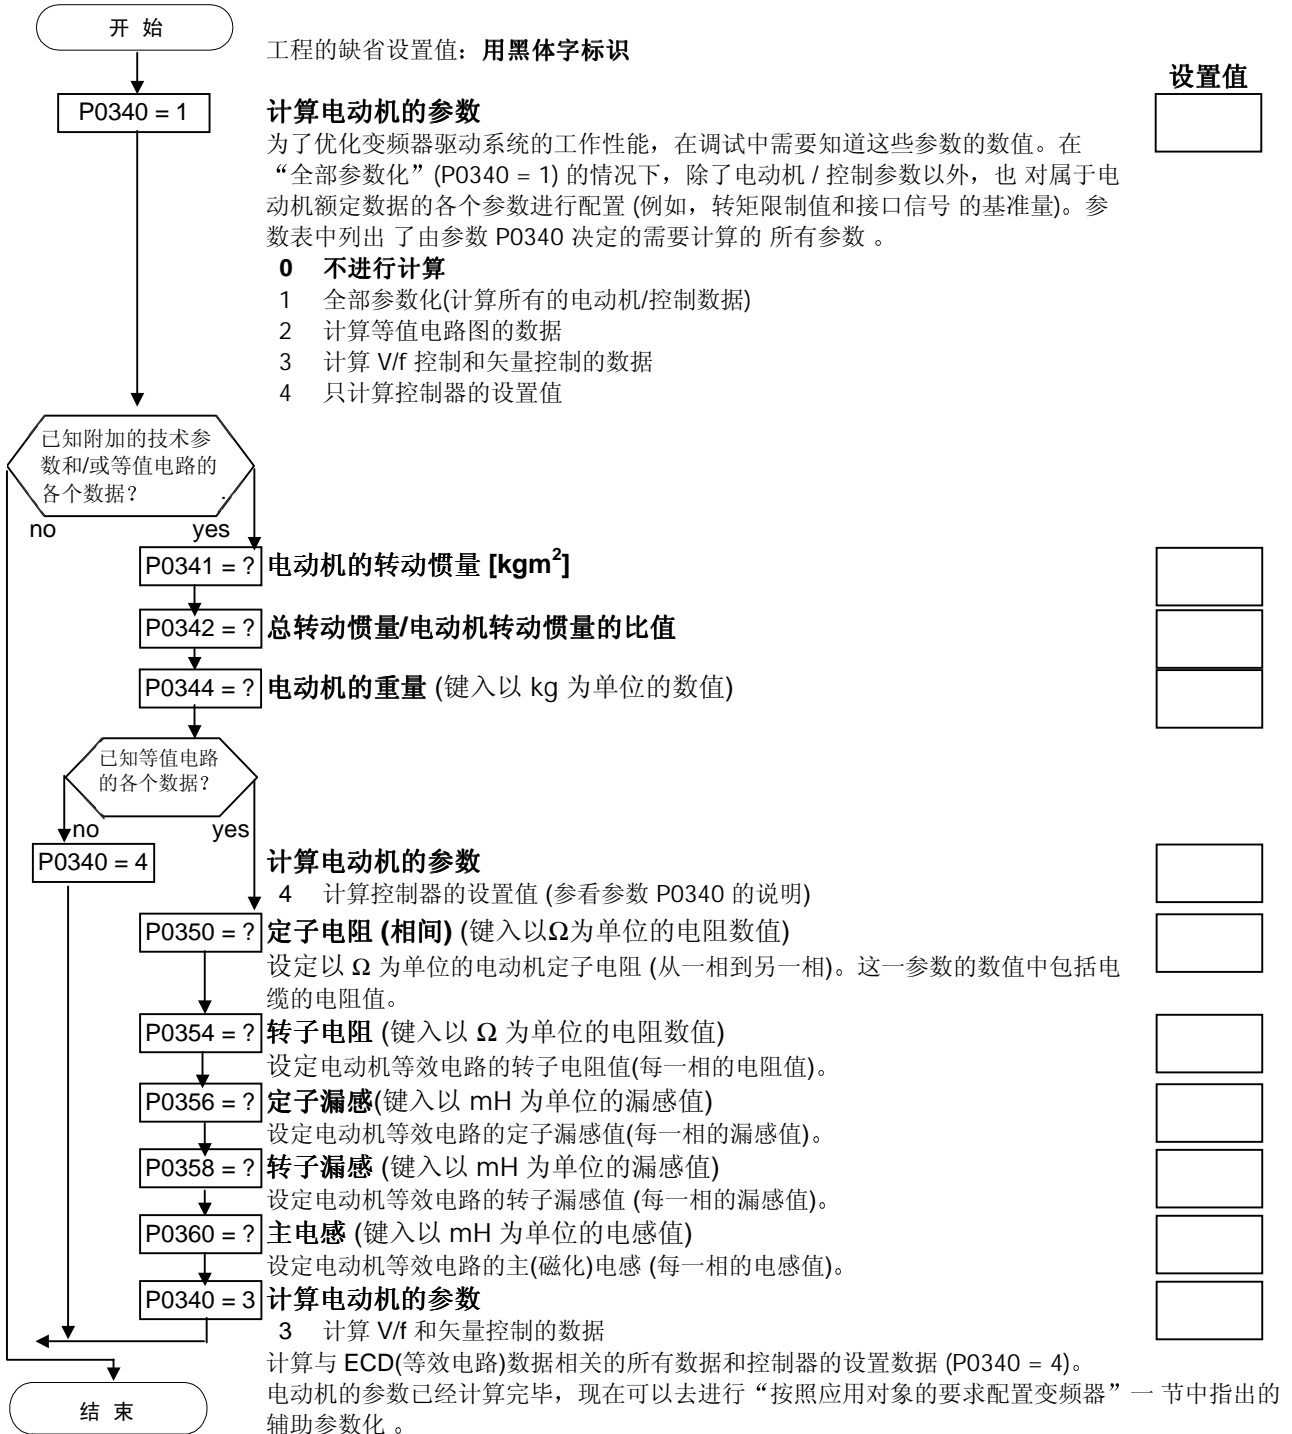 开 始
工程的缺省设置值：用黑体字标识
设置值
P0340 = 1
计算电动机的参数
为了优化变频器驱动系统的工作性能，在调试中需要知道这些参数的数值。在
“全部参数化”(P0340 = 1) 的情况下，除了电动机 / 控制参数以外，也 对属于电
动机额定数据的各个参数进行配置 (例如，转矩限制值和接口信号 的基准量)。参
数表中列出 了由参数 P0340 决定的需要计算的 所有参数 。
0 不进行计算
1 全部参数化(计算所有的电动机/控制数据)
2 计算等值电路图的数据
3 计算 V/f 控制和矢量控制的数据
4 只计算控制器的设置值
已知附加的技术参
数和/或等值电路的
各个数据？
no yes
P0341 = ? 电动机的转动惯量 [kgm²]
P0342 = ? 总转动惯量/电动机转动惯量的比值
P0344 = ? 电动机的重量 (键入以 kg 为单位的数值)
已知等值电路
的各个数据？
no yes
P0340 = 4 计算电动机的参数
4 计算控制器的设置值 (参看参数 P0340 的说明)
P0350 = ? 定子电阻 (相间) (键入以Ω为单位的电阻数值)
设定以 Ω 为单位的电动机定子电阻 (从一相到另一相)。这一参数的数值中包括电
缆的电阻值。
P0354 = ? 转子电阻 (键入以 Ω 为单位的电阻数值)
设定电动机等效电路的转子电阻值(每一相的电阻值)。
P0356 = ? 定子漏感(键入以 mH 为单位的漏感值)
设定电动机等效电路的定子漏感值(每一相的漏感值)。
P0358 = ? 转子漏感 (键入以 mH 为单位的漏感值)
设定电动机等效电路的转子漏感值 (每一相的漏感值)。
P0360 = ? 主电感 (键入以 mH 为单位的电感值)
设定电动机等效电路的主(磁化)电感 (每一相的电感值)。
P0340 = 3 计算电动机的参数
3 计算 V/f 和矢量控制的数据
计算与 ECD(等效电路)数据相关的所有数据和控制器的设置数据 (P0340 = 4)。
电动机的参数已经计算完毕，现在可以去进行“按照应用对象的要求配置变频器”一 节中指出的
辅助参数化 。
结 束